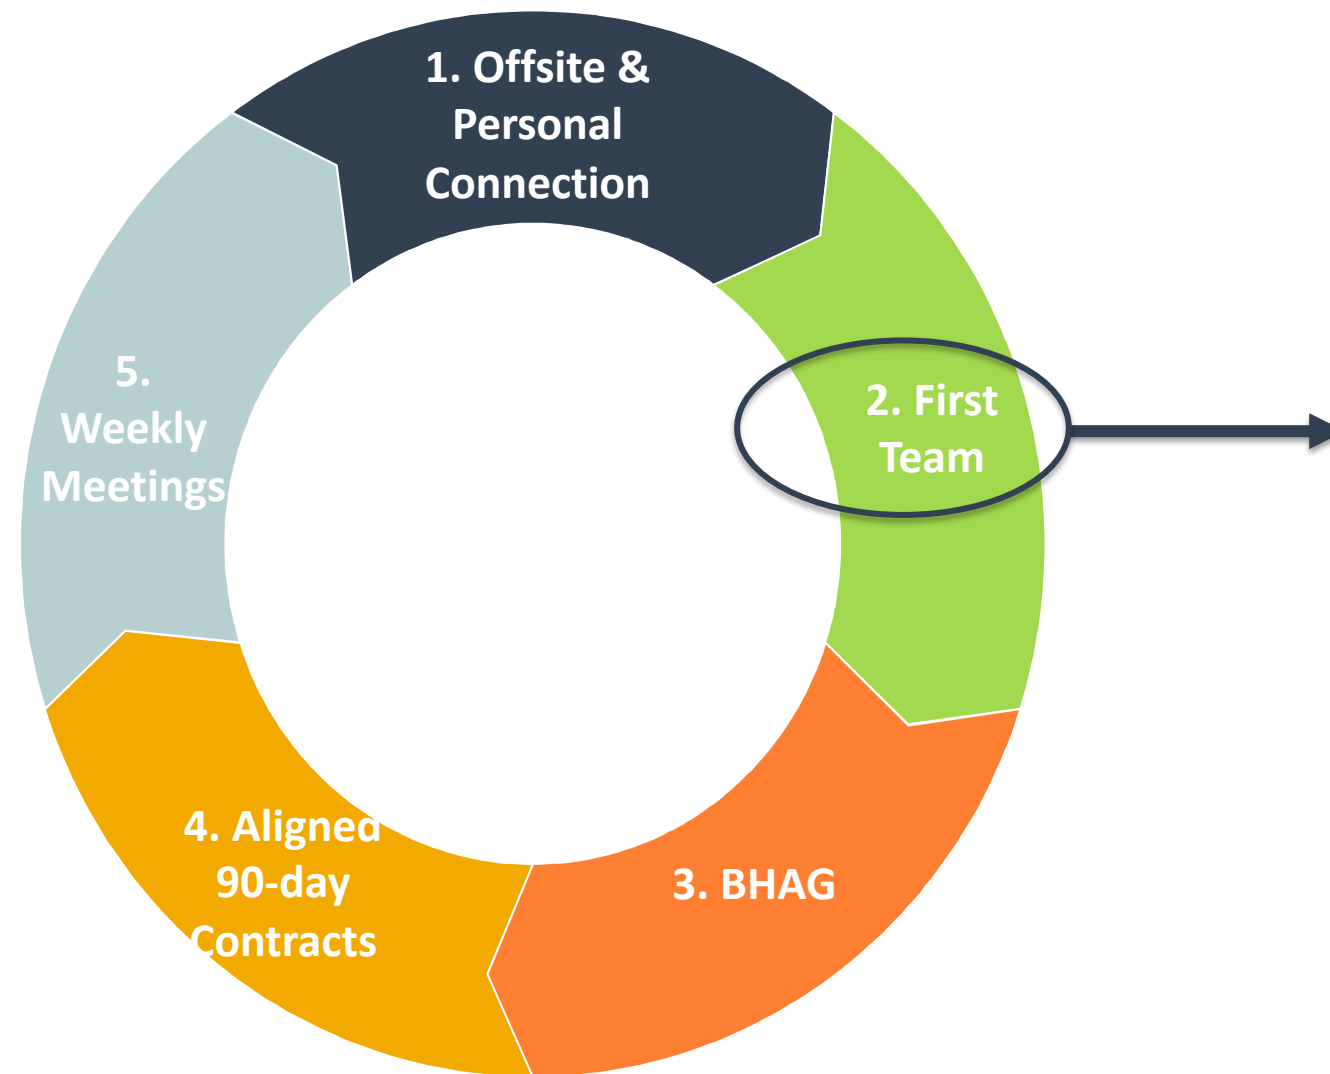 1. Offsite &
Personal
Connection
2. First
Team
3. BHAG
4. Aligned
90-day
Contracts
5.
Weekly
Meetings